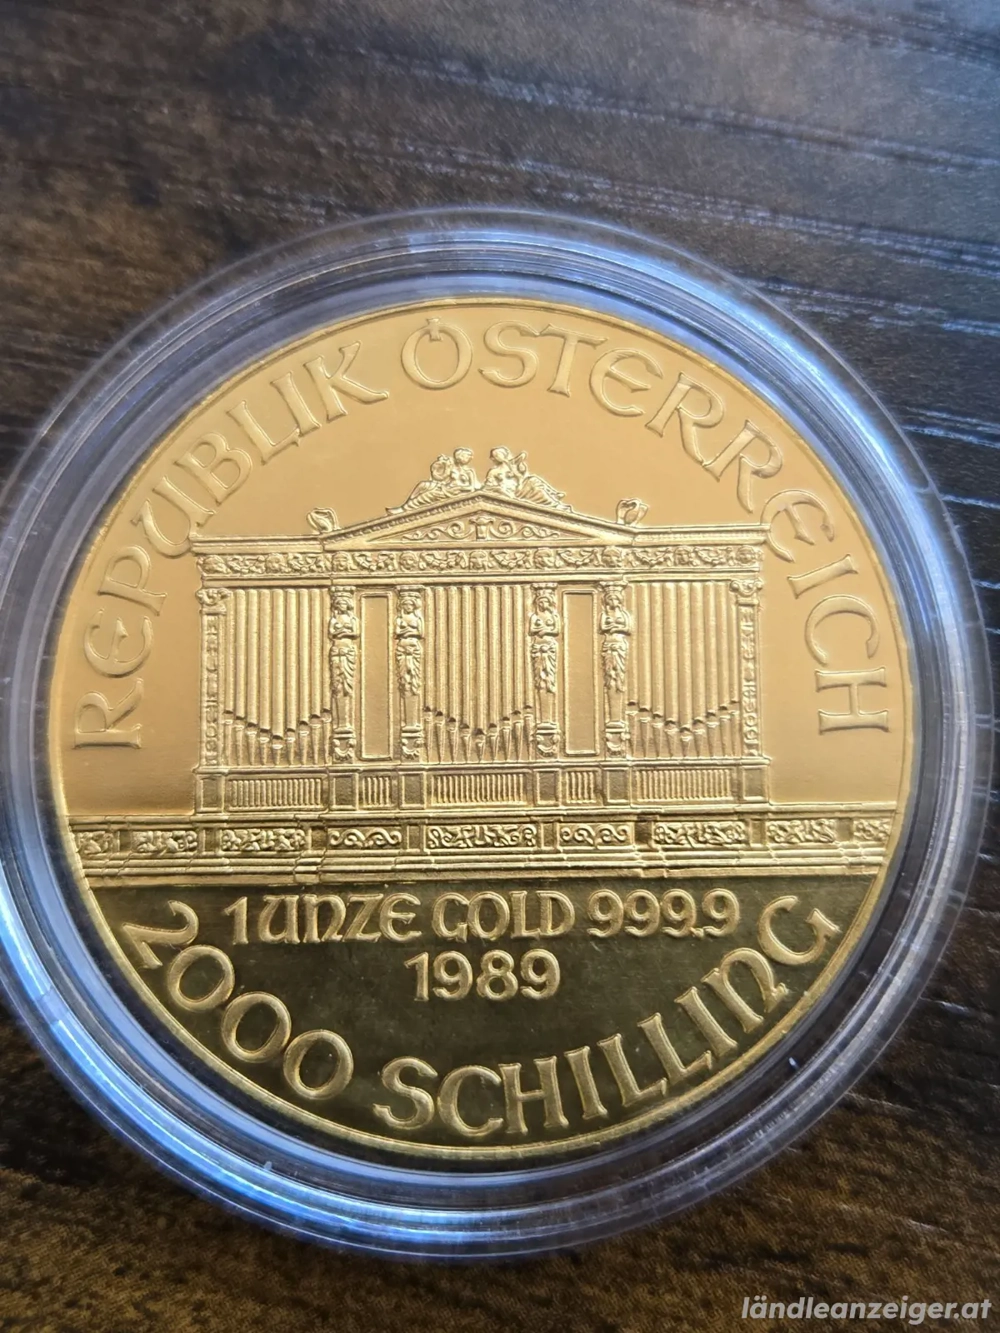 REPUBLIK ÖSTERREICH
1 UNZE GOLD 999.9
1989
2000 SCHILLING
ländleanzeiger.at